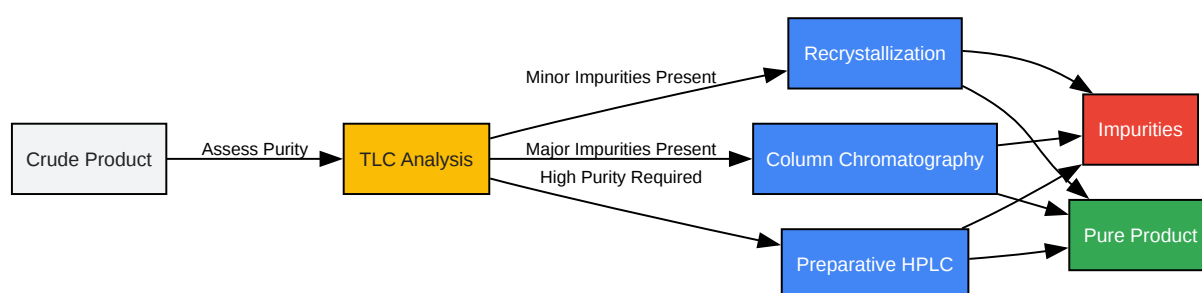 Crude Product
Assess Purity
TLC Analysis
Minor Impurities Present
Major Impurities Present
High Purity Required
Recrystallization
Column Chromatography
Preparative HPLC
Impurities
Pure Product